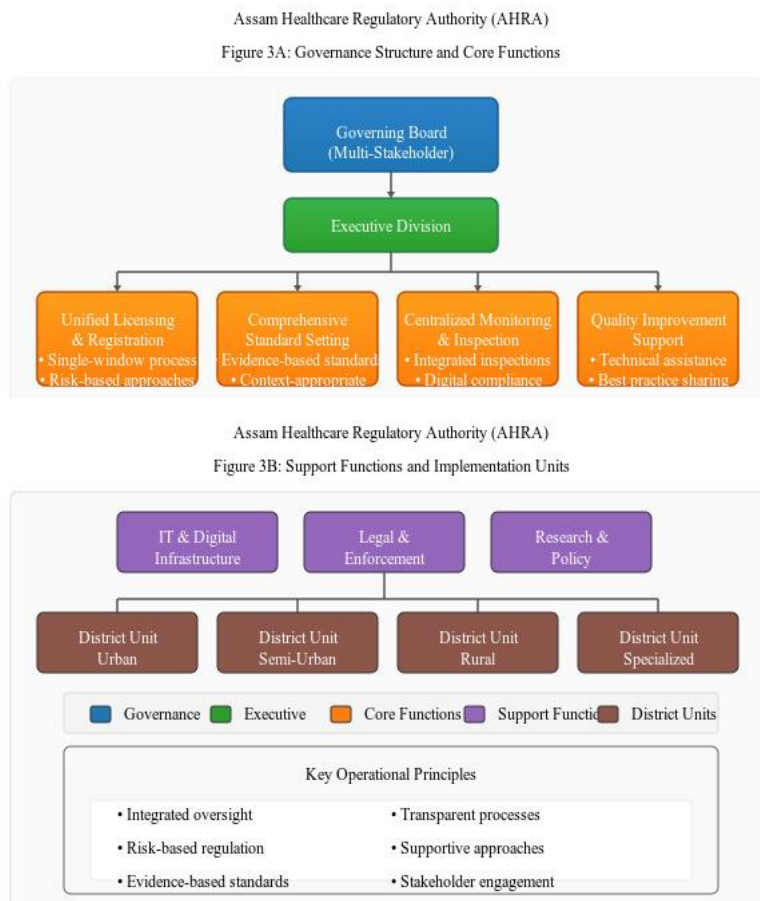 Assam Healthcare Regulatory Authority (AHRA)
Figure 3A: Governance Structure and Core Functions
Governing Board
(Multi-Stakeholder)
Executive Division
Unified Licensing
& Registration
• Single-window process
• Risk-based approaches
Comprehensive
Standard Setting
• Evidence-based standards
• Context-appropriate
Centralized Monitoring
& Inspection
• Integrated inspections
• Digital compliance
Quality Improvement
Support
• Technical assistance
• Best practice sharing
Assam Healthcare Regulatory Authority (AHRA)
Figure 3B: Support Functions and Implementation Units
IT & Digital
Infrastructure
Legal &
Enforcement
Research &
Policy
District Unit
Urban
District Unit
Semi-Urban
District Unit
Rural
District Unit
Specialized
Governance
Executive
Core Functions
Support Functio
District Units
Key Operational Principles
• Integrated oversight
• Risk-based regulation
• Evidence-based standards
• Transparent processes
• Supportive approaches
• Stakeholder engagement